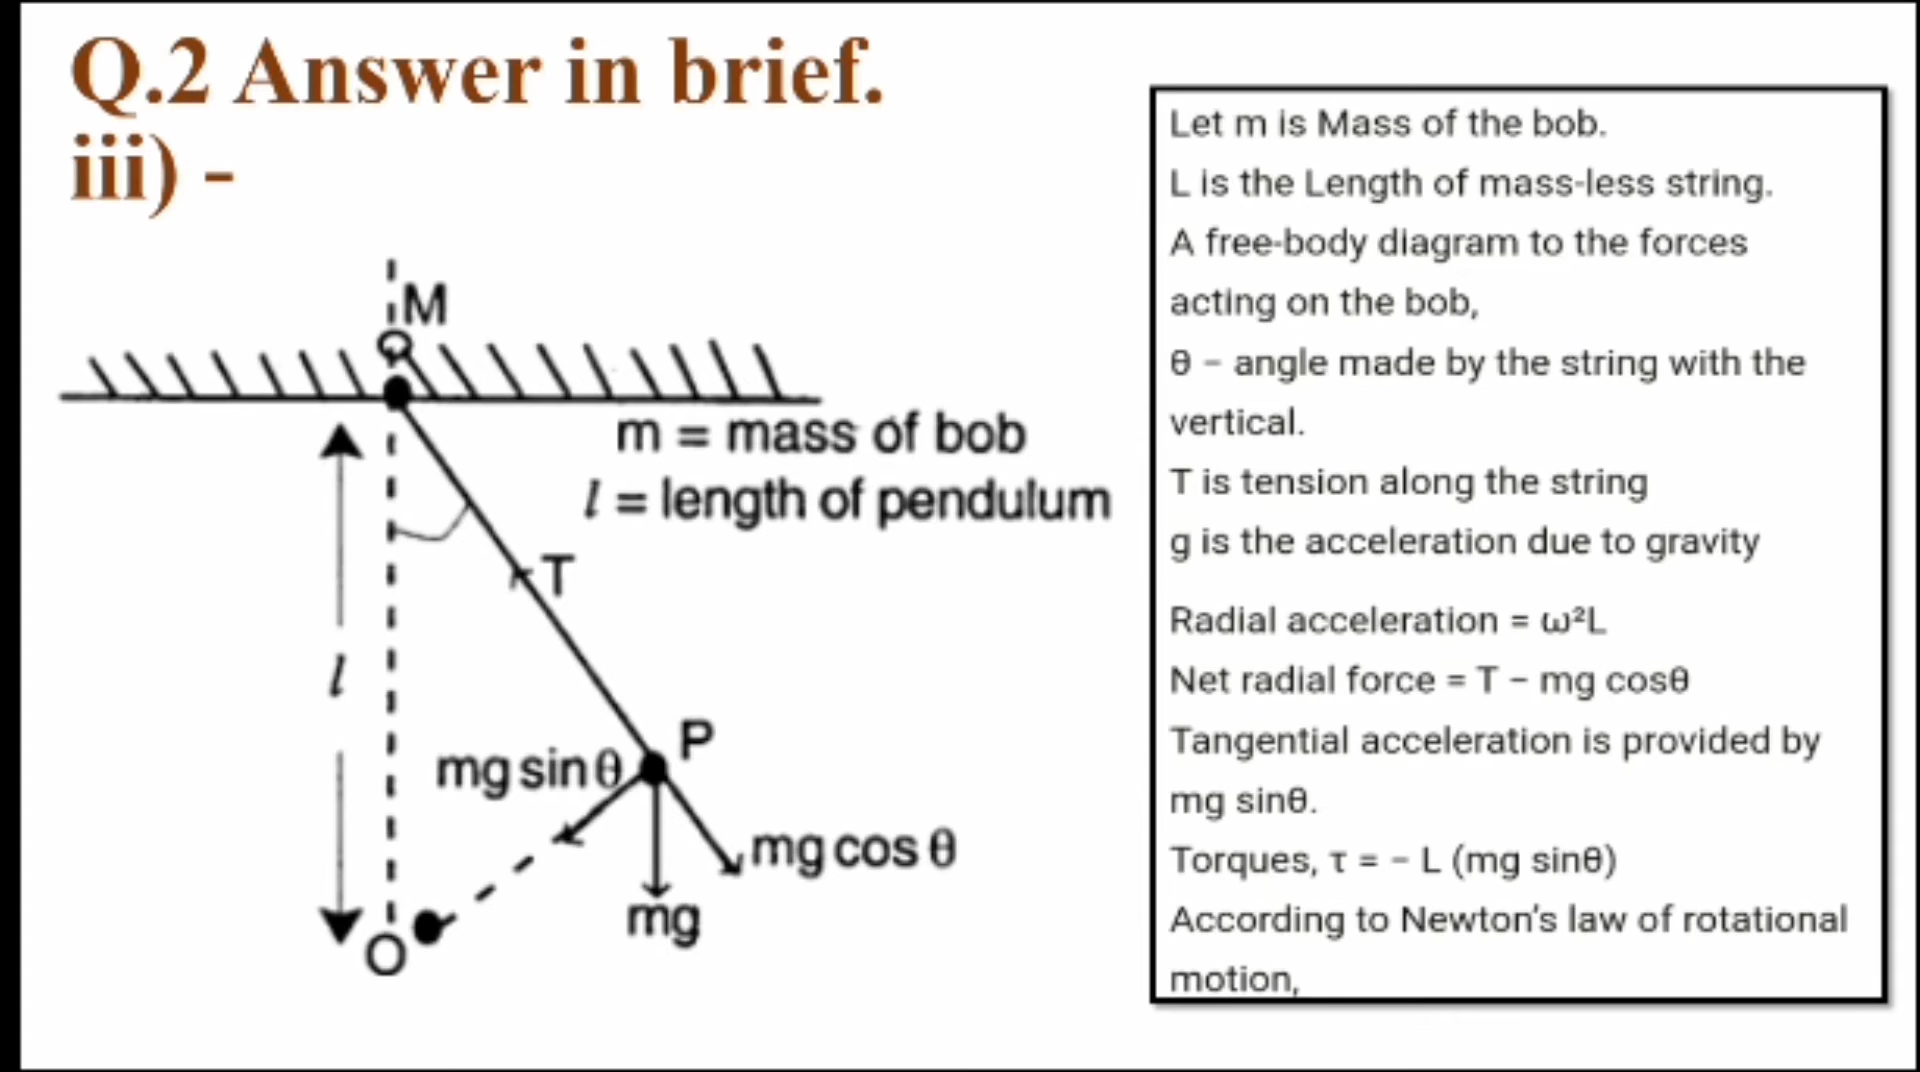 Q.2 Answer in brief.
iii) -
M
m = mass of bob
l = length of pendulum
T
l
P
mg sin θ
mg cos θ
mg
O
Let m is Mass of the bob.
L is the Length of mass-less string.
A free-body diagram to the forces
acting on the bob,
θ – angle made by the string with the
vertical.
T is tension along the string
g is the acceleration due to gravity
Radial acceleration = ω²L
Net radial force = T – mg cosθ
Tangential acceleration is provided by
mg sinθ.
Torques, τ = – L (mg sinθ)
According to Newton's law of rotational
motion,